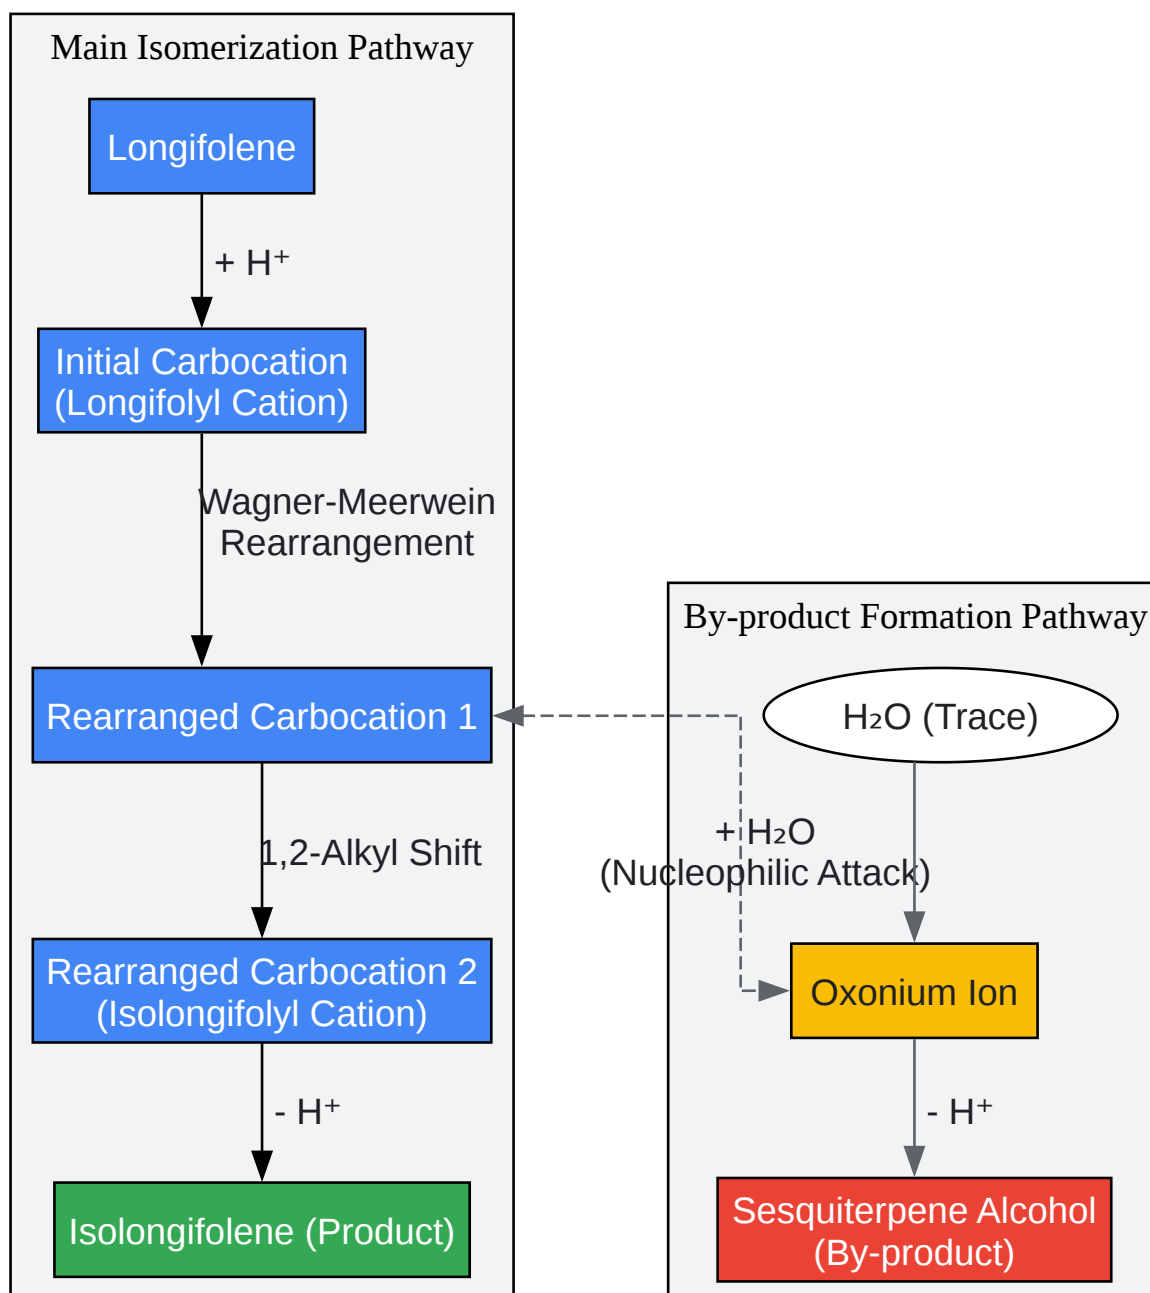 Main Isomerization Pathway
Longifolene
+ H⁺
Initial Carbocation
(Longifolyl Cation)
Wagner-Meerwein
Rearrangement
Rearranged Carbocation 1
1,2-Alkyl Shift
Rearranged Carbocation 2
(Isolongifolyl Cation)
- H⁺
Isolongifolene (Product)
By-product Formation Pathway
H₂O (Trace)
+ H₂O
(Nucleophilic Attack)
Oxonium Ion
- H⁺
Sesquiterpene Alcohol
(By-product)